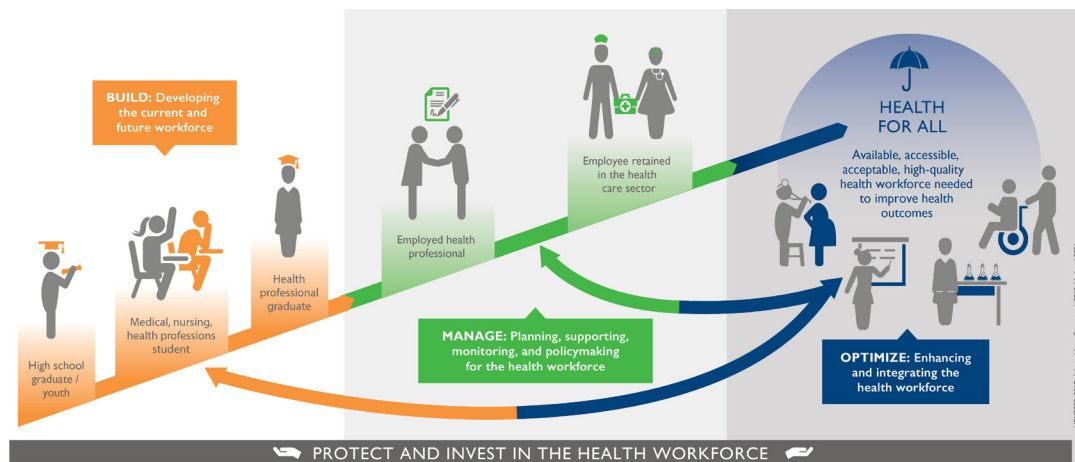 BUILD: Developing
the current and
future workforce
High school
graduate /
youth
Medical, nursing,
health professions
student
Health
professional
graduate
Employed health
professional
Employee retained
in the health
care sector
MANAGE: Planning, supporting,
monitoring, and policymaking
for the health workforce
HEALTH
FOR ALL
Available, accessible,
acceptable, high-quality
health workforce needed
to improve health
outcomes
OPTIMIZE: Enhancing
and integrating the
health workforce
PROTECT AND INVEST IN THE HEALTH WORKFORCE